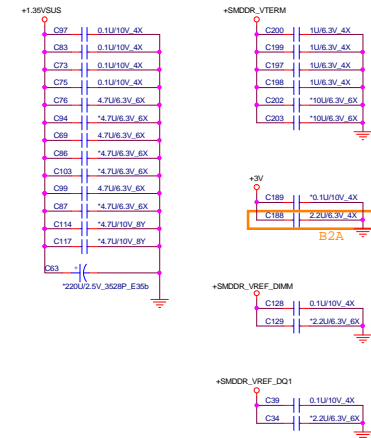 +1.35VSUS
C97 0.1U/10V_4X
C83 0.1U/10V_4X
C73 0.1U/10V_4X
C75 0.1U/10V_4X
C76 4.7U/6.3V_6X
C94 *4.7U/6.3V_6X
C69 4.7U/6.3V_6X
C86 *4.7U/6.3V_6X
C103 *4.7U/6.3V_6X
C99 4.7U/6.3V_6X
C87 *4.7U/6.3V_6X
C114 *4.7U/10V_8Y
C117 *4.7U/10V_8Y
C63 +
*220U/2.5V_3528P_E35b
+SMDDR_VTERM
C200 1U/6.3V_4X
C199 1U/6.3V_4X
C197 1U/6.3V_4X
C198 1U/6.3V_4X
C202 *10U/6.3V_6X
C203 *10U/6.3V_6X
+3V
C189 *0.1U/10V_4X
C188 2.2U/6.3V_4X
B2A
+SMDDR_VREF_DIMM
C128 0.1U/10V_4X
C129 *2.2U/6.3V_6X
+SMDDR_VREF_DQ1
C39 0.1U/10V_4X
C34 *2.2U/6.3V_6X